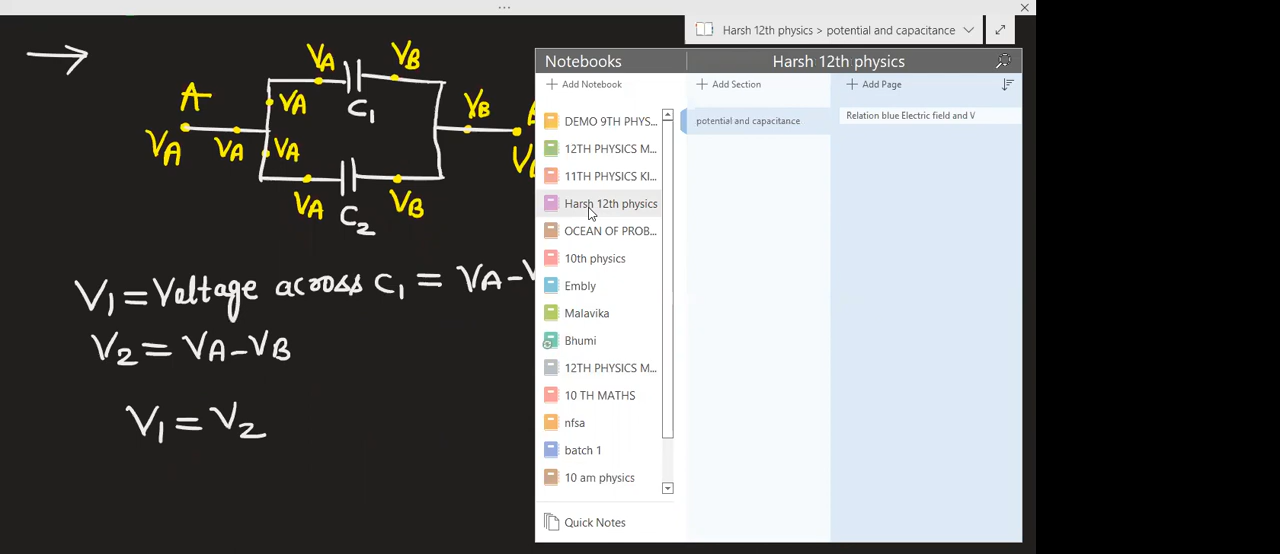 Harsh 12th physics > potential and capacitance
Notebooks
Harsh 12th physics
+ Add Notebook
+ Add Section
+ Add Page
DEMO 9TH PHYS...
12TH PHYSICS M...
11TH PHYSICS KI...
Harsh 12th physics
OCEAN OF PROB...
10th physics
Embly
Malavika
Bhumi
12TH PHYSICS M...
10 TH MATHS
nfsa
batch 1
10 am physics
Quick Notes
potential and capacitance
Relation blue Electric field and V
→
VA
VB
C1
A
VA
VA
VA
VA
VB
VA
VB
C2
V1 = Voltage across C1 = VA -
V2 = VA - VB
V1 = V2